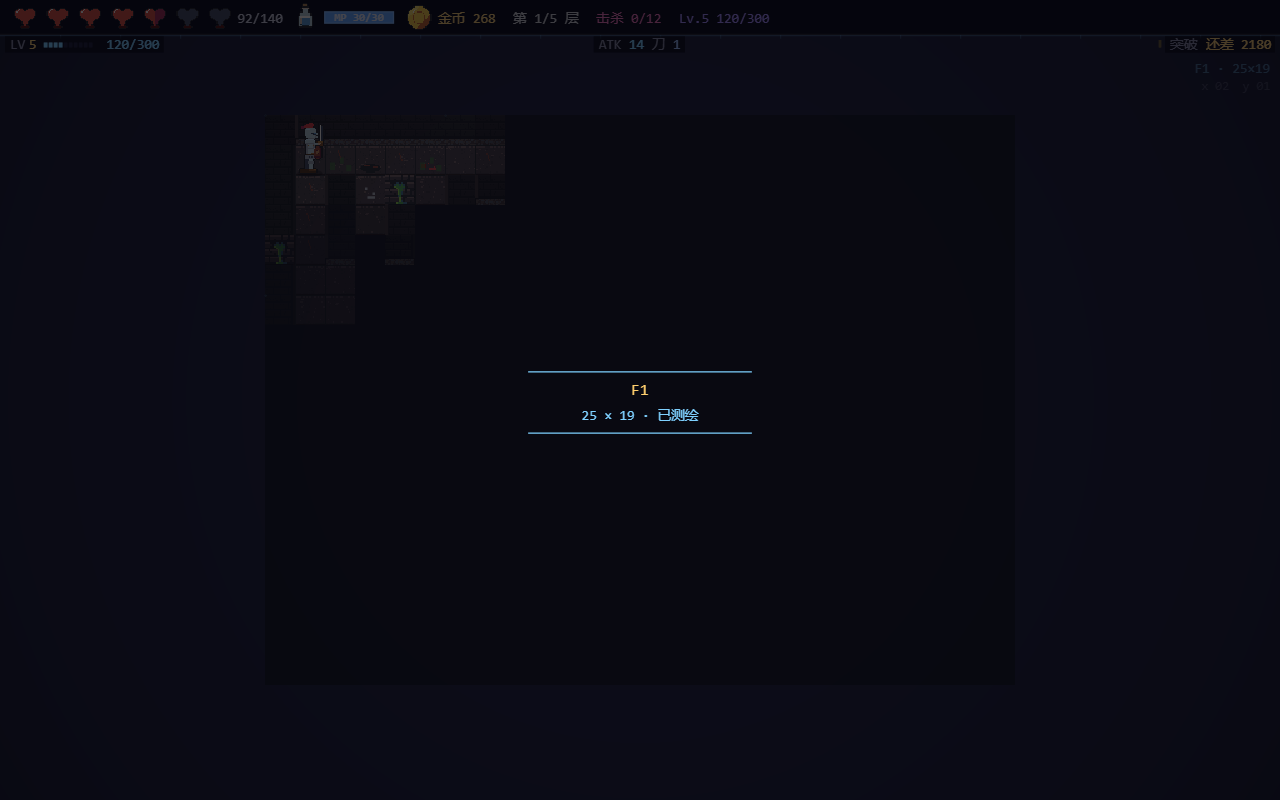 92/140 MP 30/30 金币 268 第 1/5 层 击杀 0/12 Lv.5 120/300
LV 5 120/300 ATK 14 刀 1 突破 还差 2180
F1 · 25×19
x 02 y 01
F1
25 × 19 · 已测绘